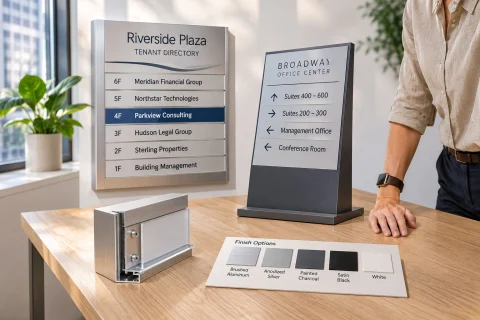 Riverside Plaza
TENANT DIRECTORY
6F Meridian Financial Group
5F Northstar Technologies
4F Parkview Consulting
3F Hudson Legal Group
2F Sterling Properties
1F Building Management
BROADWAY
OFFICE CENTER
↑ Suites 400 – 600
← Suites 200 – 300
← Management Office
← Conference Room
Finish Options
Brushed Aluminum
Anodized Silver
Painted Charcoal
Satin Black
White